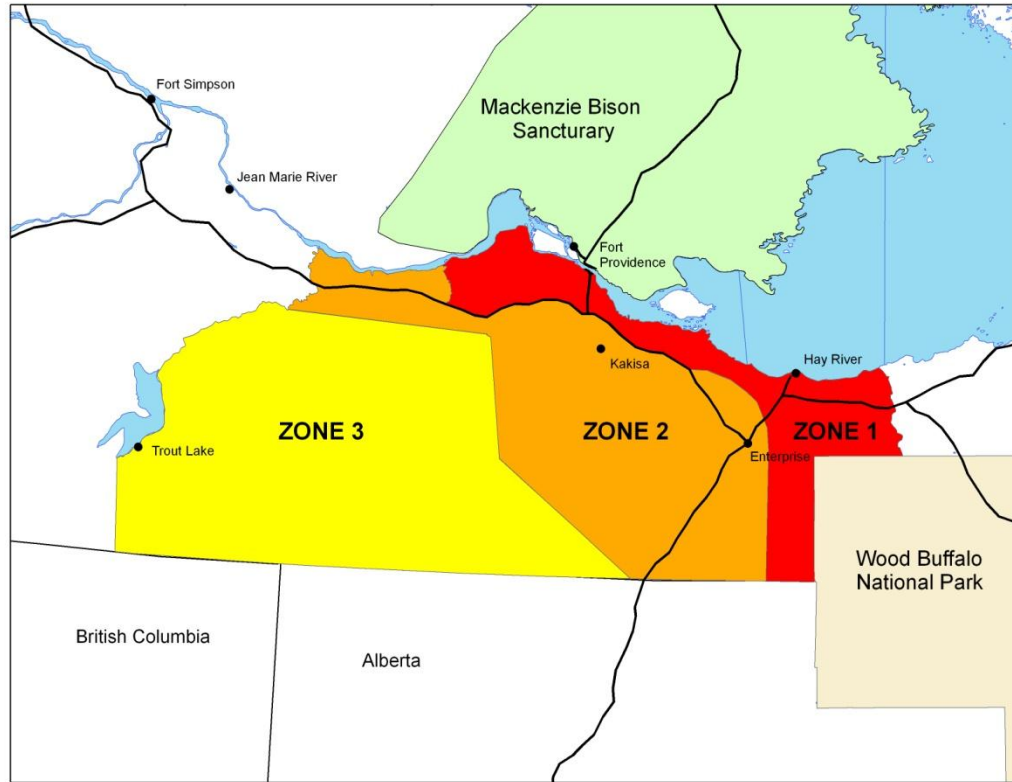 Fort Simpson
Mackenzie Bison
Sancturary
Jean Marie River
Fort
Providence
Kakisa
Hay River
ZONE 3
ZONE 2
ZONE 1
Trout Lake
Enterprise
Wood Buffalo
National Park
British Columbia
Alberta